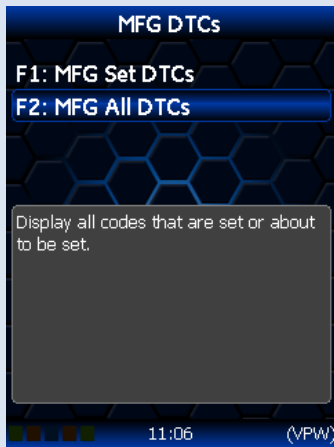 MFG DTCs
F1: MFG Set DTCs
F2: MFG All DTCs
Display all codes that are set or about
to be set.
11:06 (VPW)